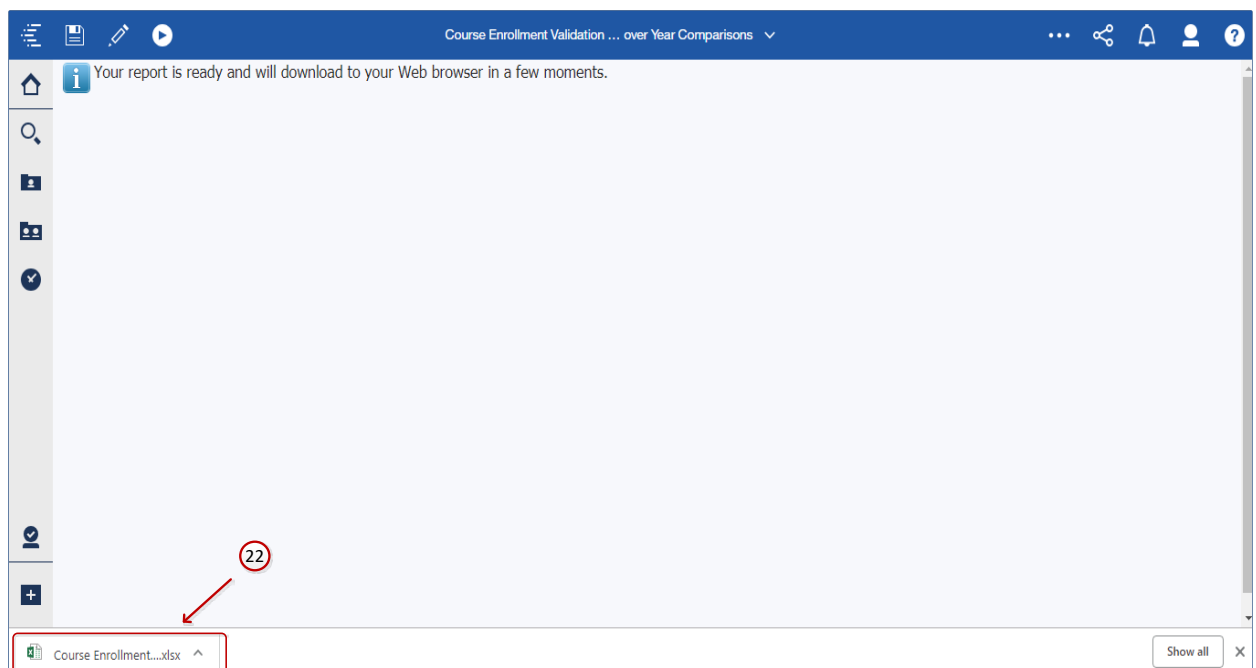 Course Enrollment Validation ... over Year Comparisons
?
i Your report is ready and will download to your Web browser in a few moments.
22
Course Enrollment....xlsx
Show all